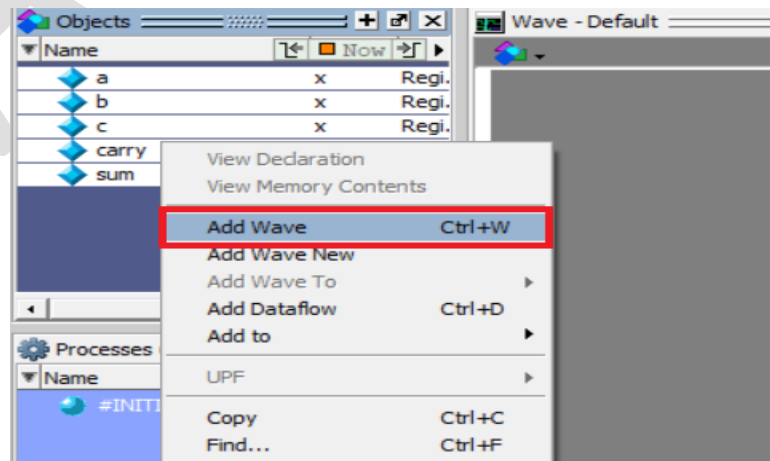 Objects
Wave - Default
Name Now
a x Regi.
b x Regi.
c x Regi.
carry
sum
View Declaration
View Memory Contents
Add Wave Ctrl+W
Add Wave New
Add Wave To
Add Dataflow Ctrl+D
Add to
UPF
Copy Ctrl+C
Find... Ctrl+F
Processes
Name
#INITI